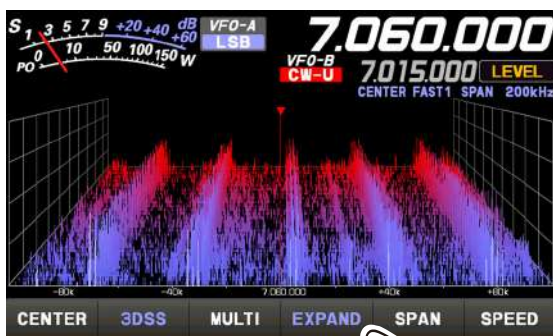 S 1 3 5 7 9 +20 +40 +60 dB
PO 0 10 50 100 150 W
VFO-A
LSB
7.060.000
VFO-B
CW-U
7.015.000
LEVEL
CENTER FAST1 SPAN 200kHz
-80k -40k 7.060.000 +40k +80k
CENTER 3DSS MULTI EXPAND SPAN SPEED